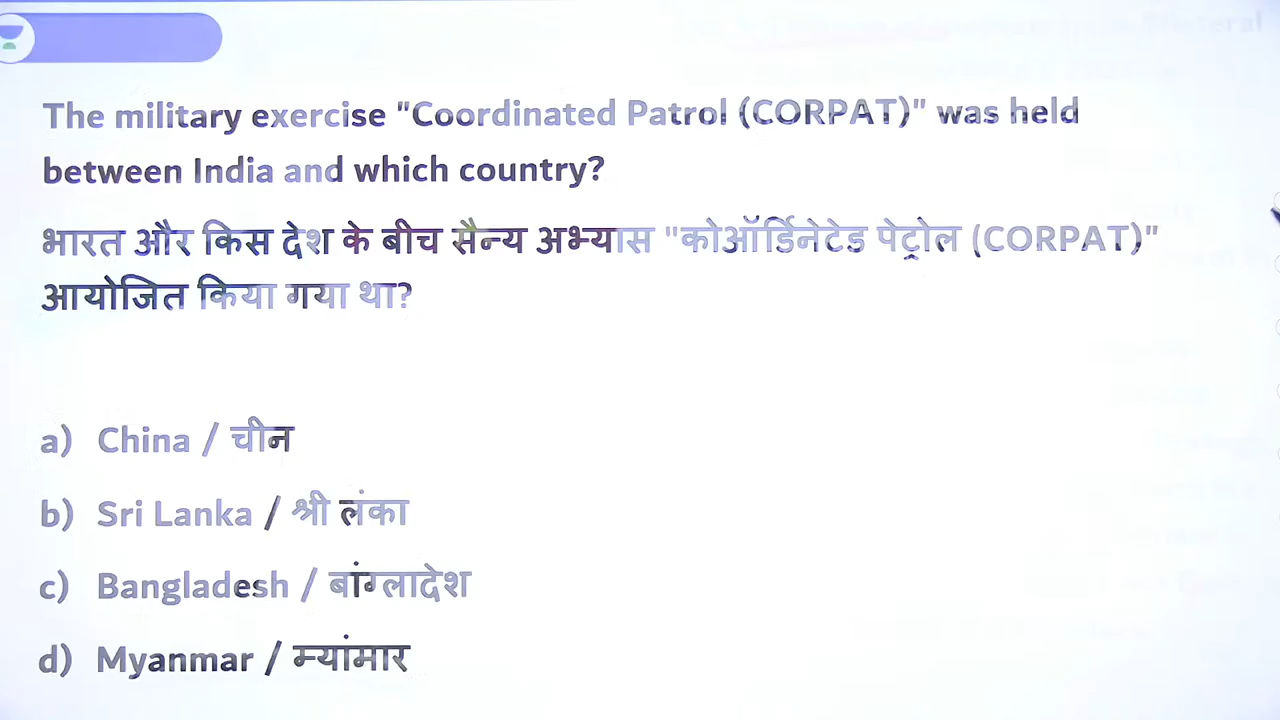 The military exercise "Coordinated Patrol (CORPAT)" was held
between India and which country?
भारत और किस देश के बीच सैन्य अभ्यास "कोऑर्डिनेटेड पेट्रोल (CORPAT)"
आयोजित किया गया था?
a) China / चीन
b) Sri Lanka / श्री लंका
c) Bangladesh / बांग्लादेश
d) Myanmar / म्यांमार